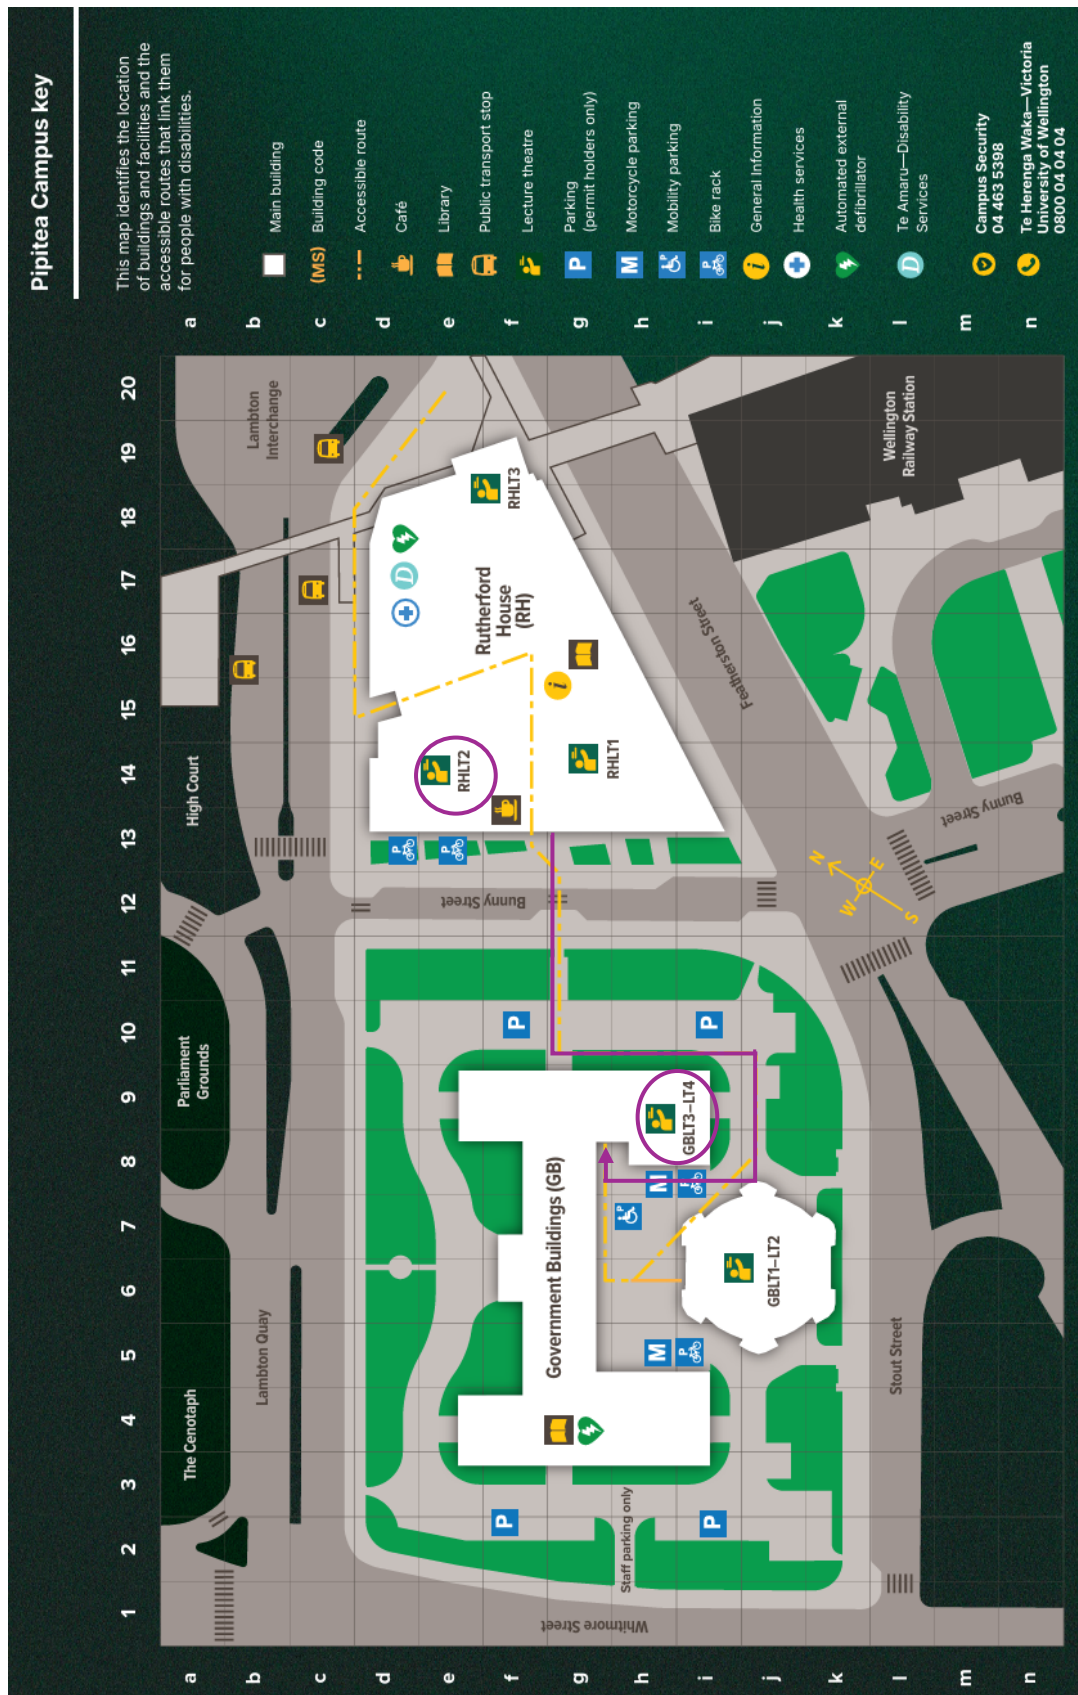 Pipitea Campus key
This map identifies the location
of buildings and facilities and the
accessible routes that link them
for people with disabilities.
Main building
(MS) Building code
Accessible route
Café
Library
Public transport stop
Lecture theatre
P Parking
(permit holders only)
M Motorcycle parking
P Mobility parking
P Bike rack
i General Information
Health services
Automated external
defibrillator
D Te Amaru—Disability
Services
Campus Security
04 463 5398
Te Herenga Waka—Victoria
University of Wellington
0800 04 04 04
a b c d e f g h i j k l m n
20
19
18
17
16
15
14
13
12
11
10
9
8
7
6
5
4
3
2
1
Lambton
Interchange
Wellington
Railway Station
RHLT3
D
Rutherford
House
(RH)
i
Featherston Street
High Court
RHLT2
RHLT1
P
P
Bunny Street
Bunny Street
N
E
S
W
Parliament
Grounds
P
P
GBLT3–LT4
Government Buildings (GB)
M
P
P
GBLT1–LT2
M
P
Lambton Quay
The Cenotaph
Stout Street
P
P
Staff parking only
Whitmore Street
a b c d e f g h i j k l m n